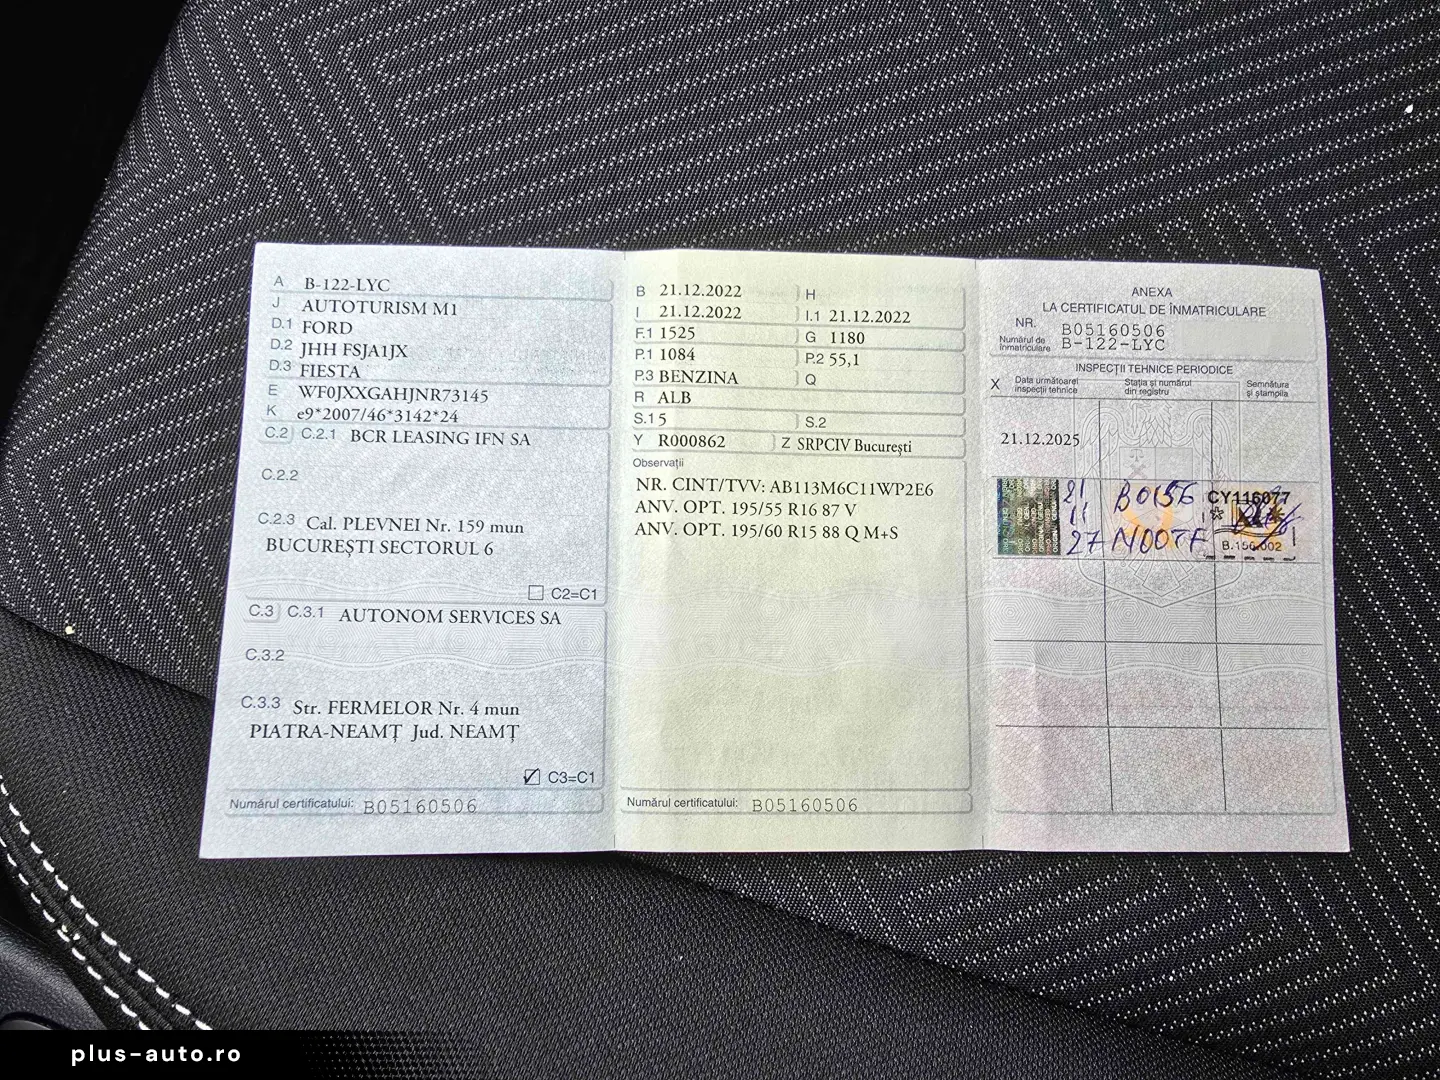 A B-122-LYC
J AUTOTURISM M1
D.1 FORD
D.2 JHH FSJA1JX
D.3 FIESTA
E WF0JXXGAHJNR73145
K e9*2007/46*3142*24
C.2 C.2.1 BCR LEASING IFN SA
C.2.2
C.2.3 Cal. PLEVNEI Nr. 159 mun
BUCUREȘTI SECTORUL 6
C2=C1
C.3 C.3.1 AUTONOM SERVICES SA
C.3.2
C.3.3 Str. FERMELOR Nr. 4 mun
PIATRA-NEAMȚ Jud. NEAMȚ
C3=C1
Numărul certificatului: B05160506
B 21.12.2022 H
I 21.12.2022 I.1 21.12.2022
F.1 1525 G 1180
P.1 1084 P.2 55,1
P.3 BENZINA Q
R ALB
S.1 5 S.2
Y R000862 Z SRPCIV București
Observații
NR. CINT/TVV: AB113M6C11WP2E6
ANV. OPT. 195/55 R16 87 V
ANV. OPT. 195/60 R15 88 Q M+S
Numărul certificatului: B05160506
ANEXA
LA CERTIFICATUL DE ÎNMATRICULARE
NR. B05160506
Numărul de înmatriculare B-122-LYC
INSPECȚII TEHNICE PERIODICE
X Data următoarei inspecții tehnice Stația și numărul din registru Semnătura și ștampila
21.12.2025
21 B0156 CY116077
11
27 B.156.002
plus-auto.ro